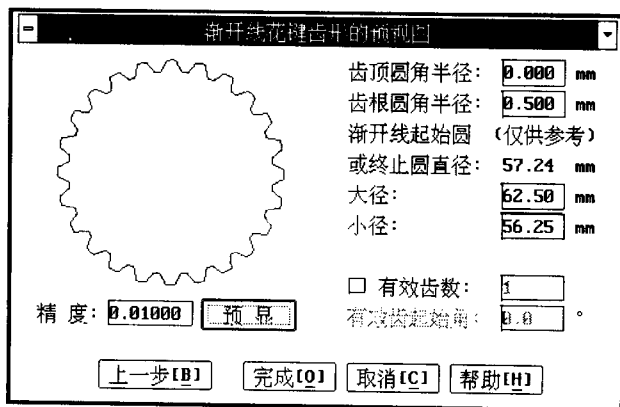 渐开线花键齿形的预视图
齿顶圆角半径: 0.000 mm
齿根圆角半径: 0.500 mm
渐开线起始圆 (仅供参考)
或终止圆直径: 57.24 mm
大径: 62.50 mm
小径: 56.25 mm
有效齿数: 1
精 度: 0.01000 预 显
有效齿起始角: 0.0 °
上一步[B] 完成[O] 取消[C] 帮助[H]